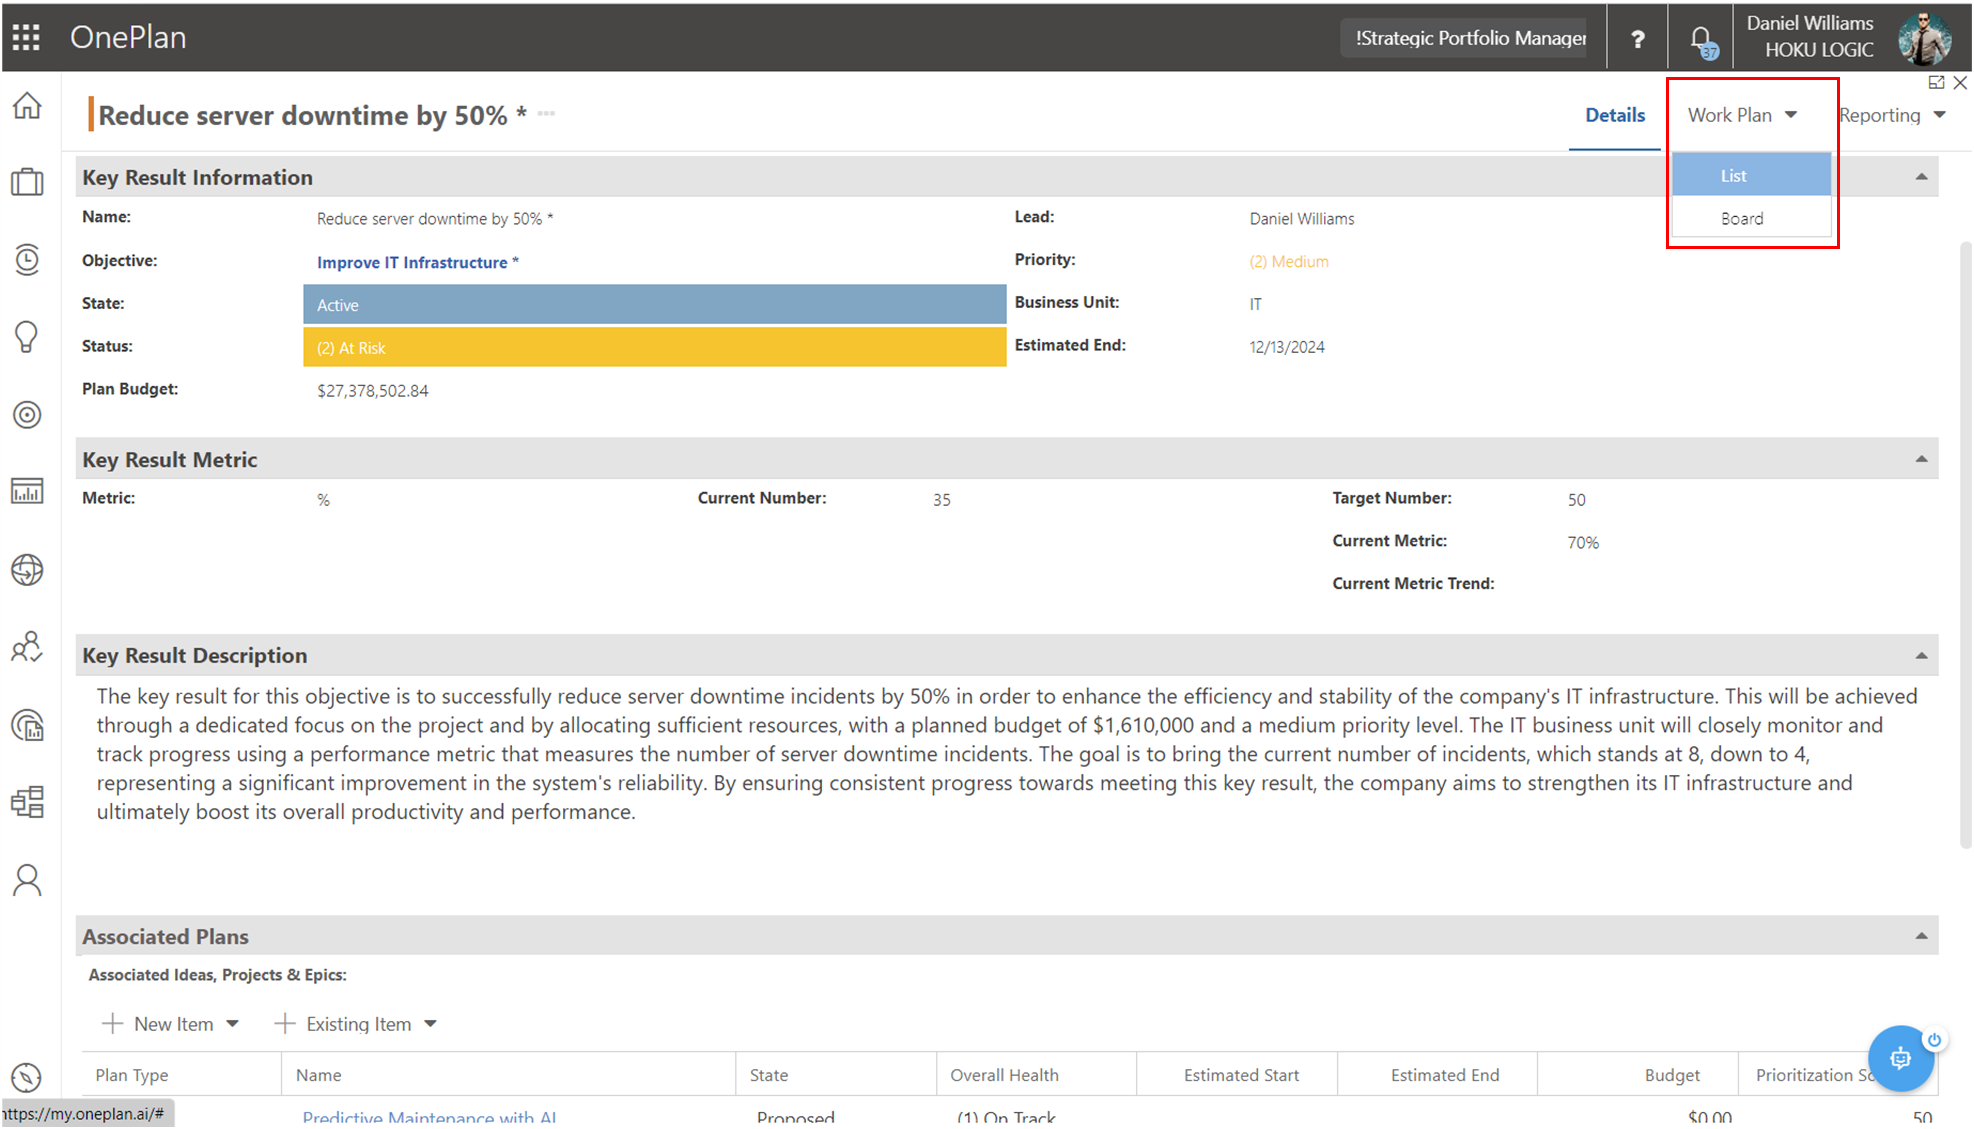 OnePlan
!Strategic Portfolio Manager
?
37
Daniel Williams
HOKU LOGIC
Reduce server downtime by 50% *
Details
Work Plan
Reporting
List
Board
Key Result Information
Name:
Reduce server downtime by 50% *
Lead:
Daniel Williams
Objective:
Improve IT Infrastructure *
Priority:
(2) Medium
State:
Active
Business Unit:
IT
Status:
(2) At Risk
Estimated End:
12/13/2024
Plan Budget:
$27,378,502.84
Key Result Metric
Metric:
%
Current Number:
35
Target Number:
50
Current Metric:
70%
Current Metric Trend:
Key Result Description
The key result for this objective is to successfully reduce server downtime incidents by 50% in order to enhance the efficiency and stability of the company's IT infrastructure. This will be achieved
through a dedicated focus on the project and by allocating sufficient resources, with a planned budget of $1,610,000 and a medium priority level. The IT business unit will closely monitor and
track progress using a performance metric that measures the number of server downtime incidents. The goal is to bring the current number of incidents, which stands at 8, down to 4,
representing a significant improvement in the system's reliability. By ensuring consistent progress towards meeting this key result, the company aims to strengthen its IT infrastructure and
ultimately boost its overall productivity and performance.
Associated Plans
Associated Ideas, Projects & Epics:
New Item
Existing Item
Plan Type
Name
State
Overall Health
Estimated Start
Estimated End
Budget
Prioritization Sc
Predictive Maintenance with AI
Proposed
(1) On Track
$0.00
50
https://my.oneplan.ai/#